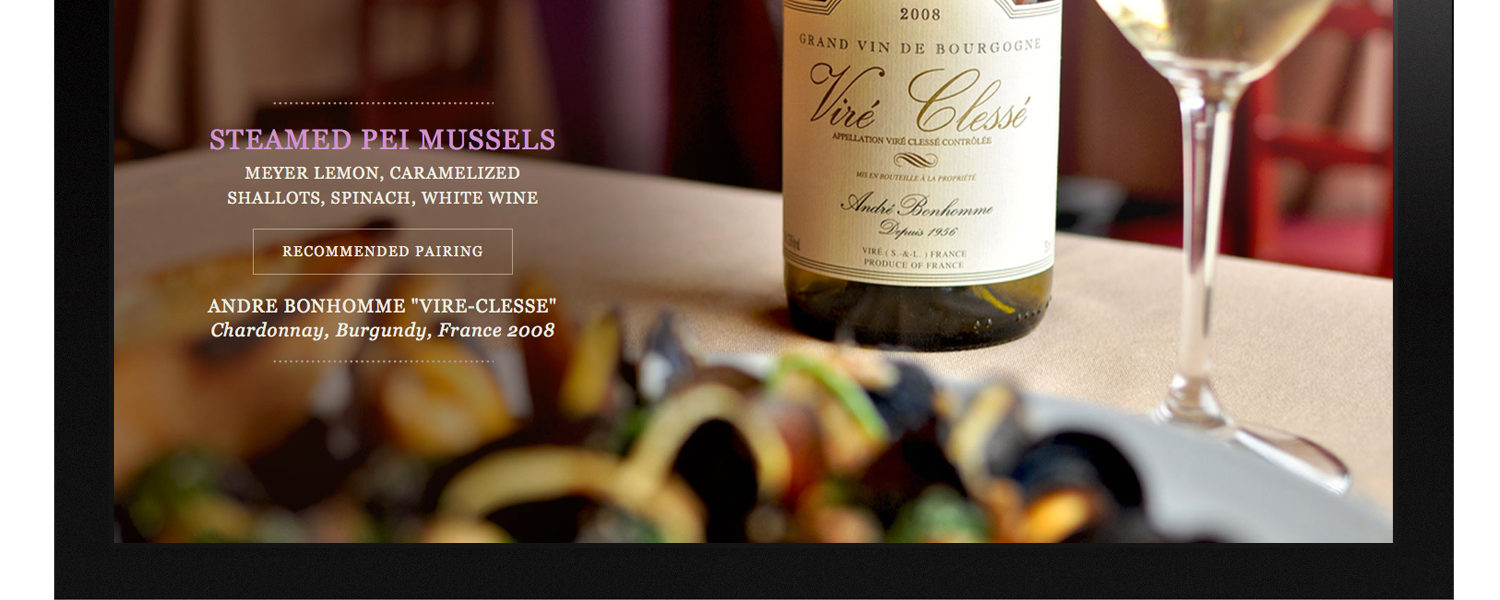 STEAMED PEI MUSSELS
MEYER LEMON, CARAMELIZED
SHALLOTS, SPINACH, WHITE WINE
RECOMMENDED PAIRING
ANDRE BONHOMME "VIRE-CLESSE"
Chardonnay, Burgundy, France 2008
2008
GRAND VIN DE BOURGOGNE
Viré Clessé
APPELLATION VIRÉ CLESSÉ CONTRÔLÉE
MIS EN BOUTEILLE À LA PROPRIÉTÉ
André Bonhomme
Depuis 1956
VIRÉ ( S.-&-L. ) FRANCE
PRODUCE OF FRANCE